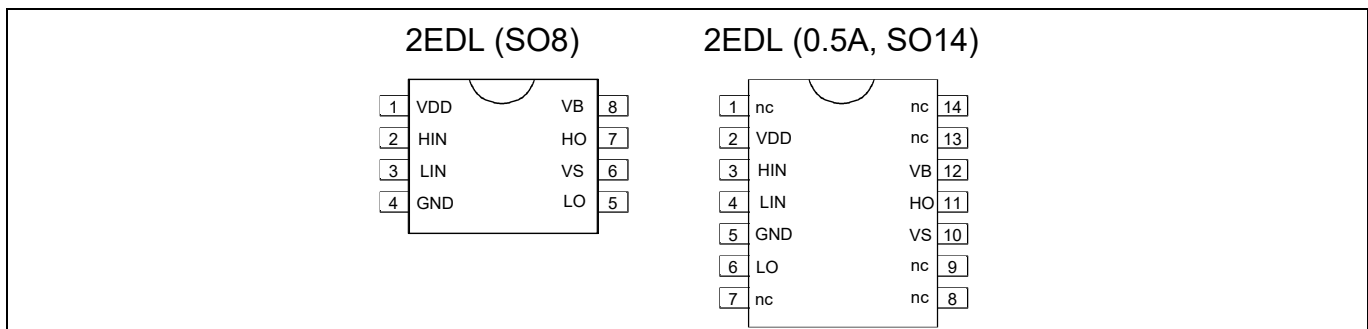 2EDL (SO8) 2EDL (0.5A, SO14)
1 VDD VB 8
2 HIN HO 7
3 LIN VS 6
4 GND LO 5
1 nc nc 14
2 VDD nc 13
3 HIN VB 12
4 LIN HO 11
5 GND VS 10
6 LO nc 9
7 nc nc 8